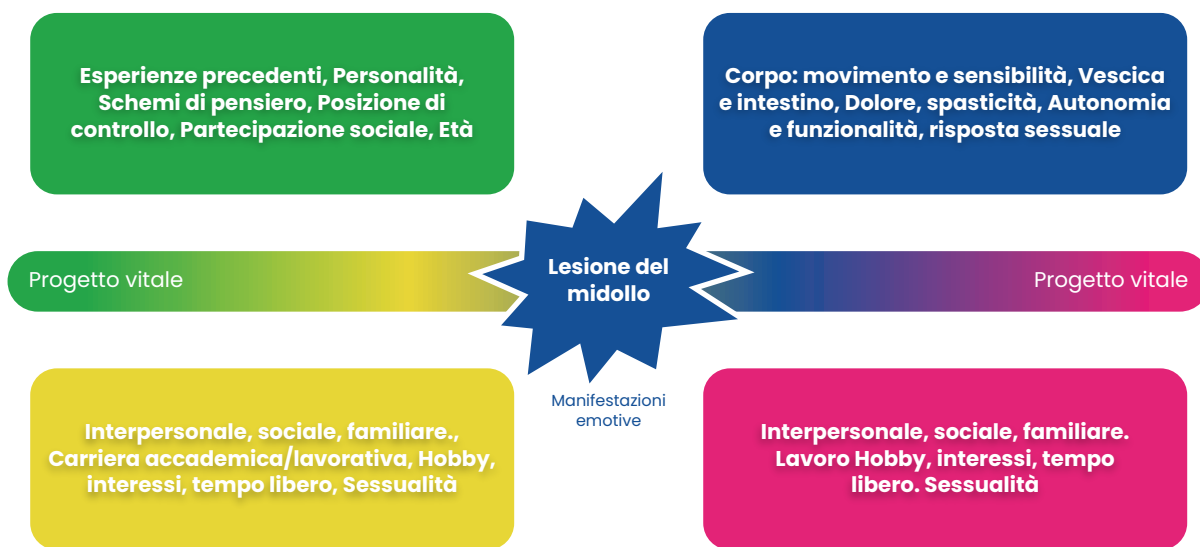 Esperienze precedenti, Personalità,
Schemi di pensiero, Posizione di
controllo, Partecipazione sociale, Età
Corpo: movimento e sensibilità, Vescica
e intestino, Dolore, spasticità, Autonomia
e funzionalità, risposta sessuale
Progetto vitale
Lesione del
midollo
Progetto vitale
Manifestazioni
emotive
Interpersonale, sociale, familiare.,
Carriera accademica/lavorativa, Hobby,
interessi, tempo libero, Sessualità
Interpersonale, sociale, familiare.
Lavoro Hobby, interessi, tempo
libero. Sessualità